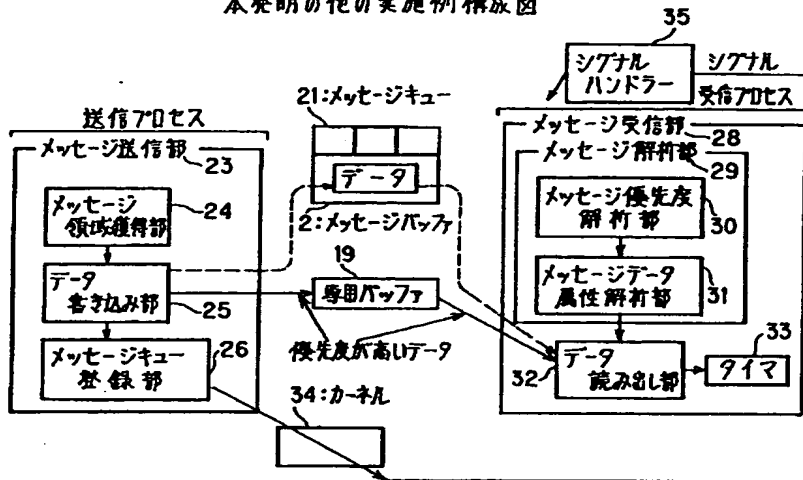 本発明の他の実施例構成図
35
シグナル
ハンドラー
シグナル
受信プロセス
21:メッセージキュー
送信プロセス
メッセージ送信部
23
メッセージ受信部
28
メッセージ解析部
29
データ
2:メッセージバッファ
メッセージ
領域獲得部
24
メッセージ優先度
解析部
30
19
専用バッファ
データ
書き込み部
25
メッセージデータ
属性解析部
31
優先度が高いデータ
メッセージキュー
登録部
26
32
データ
読み出し部
33
タイマ
34:カーネル